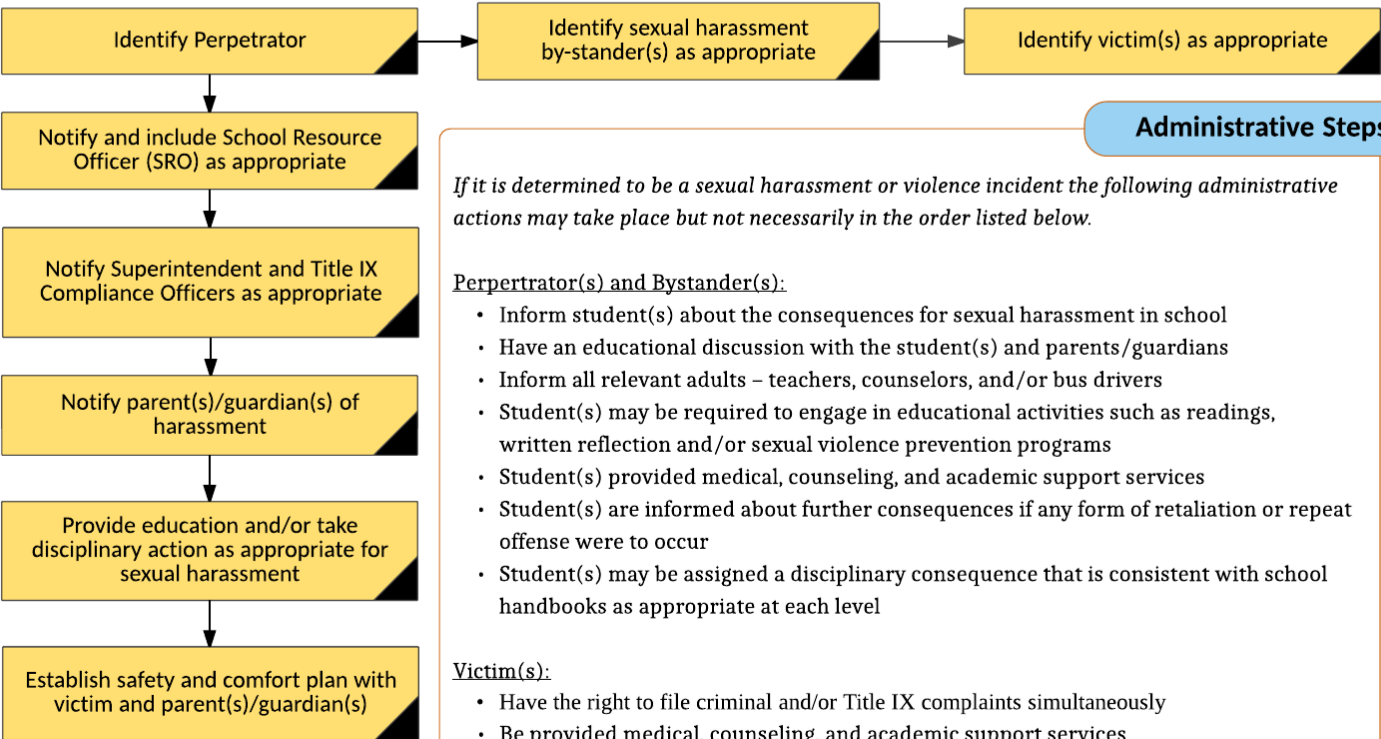 Identify Perpetrator
Identify sexual harassment
by-stander(s) as appropriate
Identify victim(s) as appropriate
Notify and include School Resource
Officer (SRO) as appropriate
Notify Superintendent and Title IX
Compliance Officers as appropriate
Notify parent(s)/guardian(s) of
harassment
Provide education and/or take
disciplinary action as appropriate for
sexual harassment
Establish safety and comfort plan with
victim and parent(s)/guardian(s)
Administrative Steps
If it is determined to be a sexual harassment or violence incident the following administrative
actions may take place but not necessarily in the order listed below.
Perpertrator(s) and Bystander(s):
• Inform student(s) about the consequences for sexual harassment in school
• Have an educational discussion with the student(s) and parents/guardians
• Inform all relevant adults – teachers, counselors, and/or bus drivers
• Student(s) may be required to engage in educational activities such as readings,
written reflection and/or sexual violence prevention programs
• Student(s) provided medical, counseling, and academic support services
• Student(s) are informed about further consequences if any form of retaliation or repeat
offense were to occur
• Student(s) may be assigned a disciplinary consequence that is consistent with school
handbooks as appropriate at each level
Victim(s):
• Have the right to file criminal and/or Title IX complaints simultaneously
• Be provided medical, counseling, and academic support services